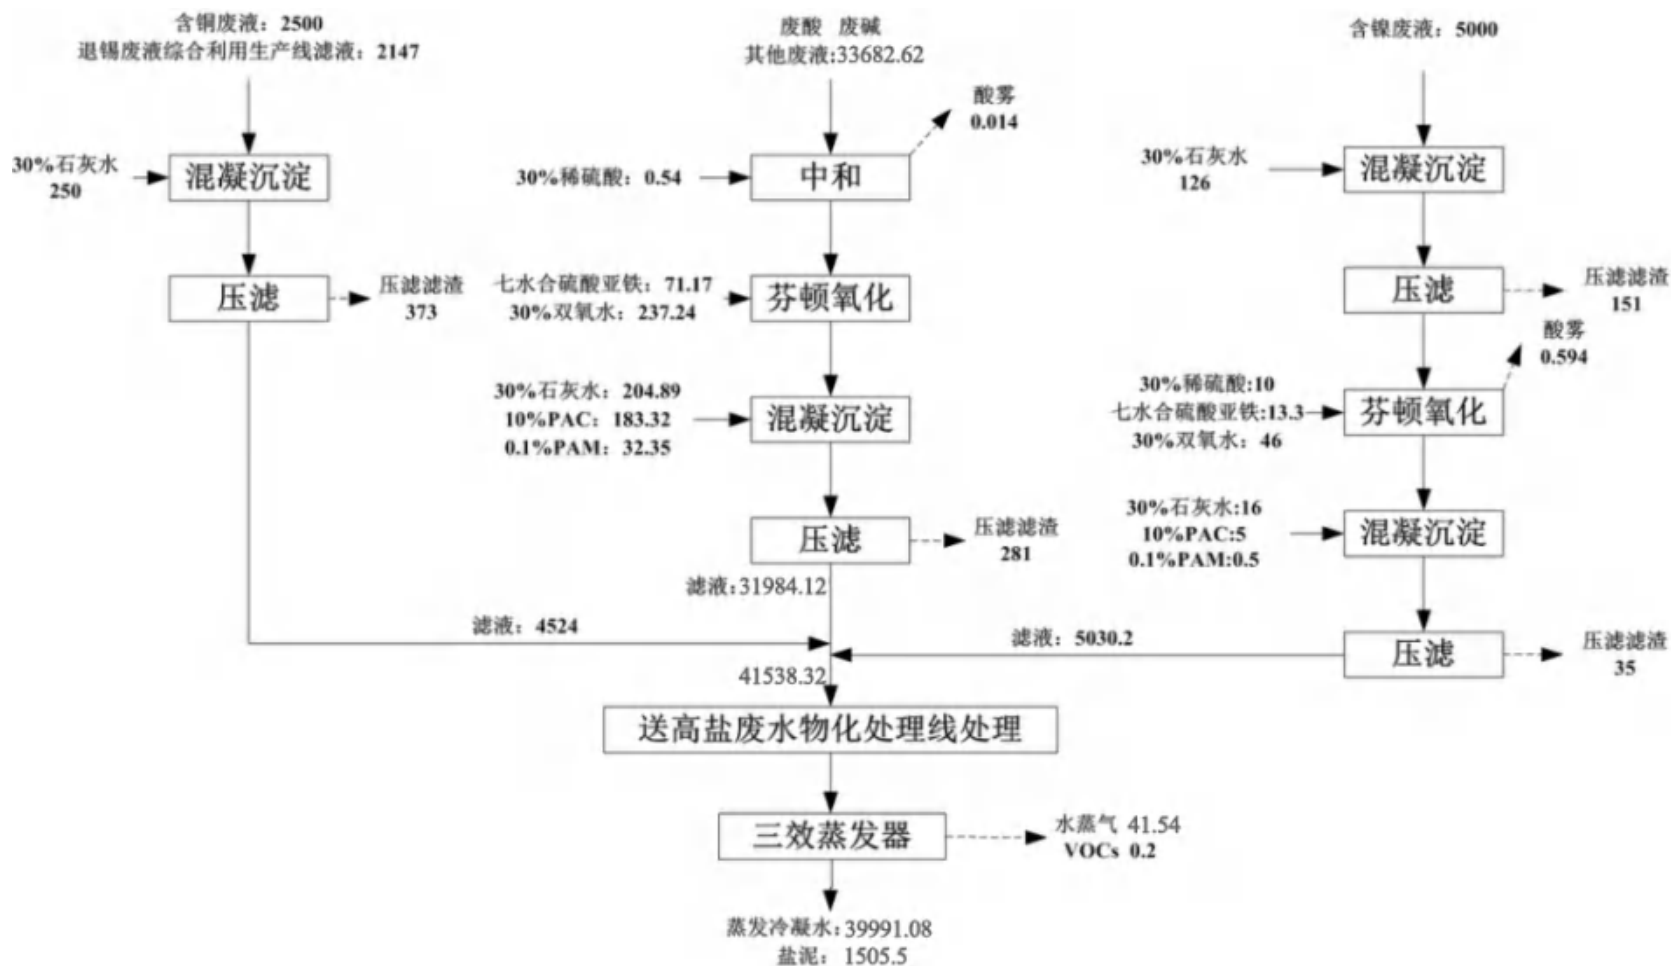 含铜废液：2500
退锡废液综合利用生产线滤液：2147
30%石灰水
250
混凝沉淀
压滤
压滤滤渣
373
废酸 废碱
其他废液:33682.62
酸雾
0.014
30%稀硫酸：0.54
中和
七水合硫酸亚铁：71.17
30%双氧水：237.24
芬顿氧化
30%石灰水：204.89
10%PAC：183.32
0.1%PAM：32.35
混凝沉淀
压滤
压滤滤渣
281
滤液:31984.12
含镍废液：5000
30%石灰水
126
混凝沉淀
压滤
压滤滤渣
151
酸雾
0.594
30%稀硫酸:10
七水合硫酸亚铁:13.3
30%双氧水：46
芬顿氧化
30%石灰水:16
10%PAC:5
0.1%PAM:0.5
混凝沉淀
压滤
压滤滤渣
35
滤液：4524
滤液：5030.2
41538.32
送高盐废水物化处理线处理
三效蒸发器
水蒸气 41.54
VOCs 0.2
蒸发冷凝水:39991.08
盐泥：1505.5